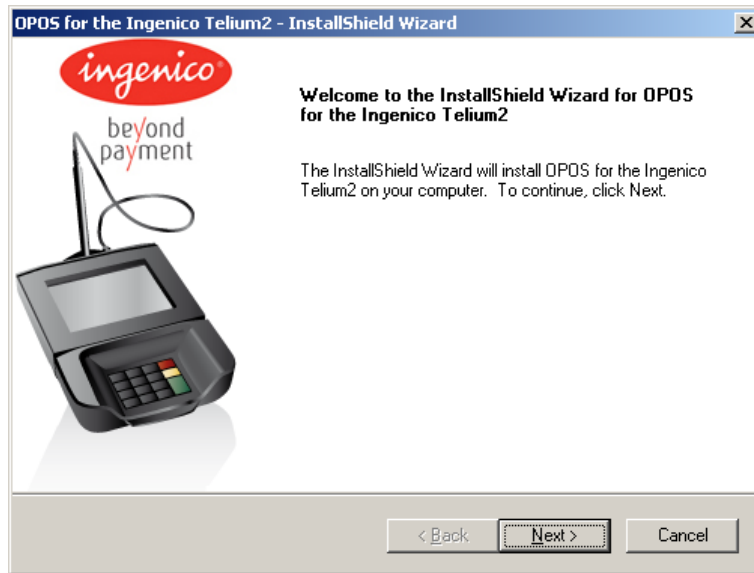 OPOS for the Ingenico Telium2 - InstallShield Wizard
ingenico
beyond
payment
Welcome to the InstallShield Wizard for OPOS
for the Ingenico Telium2
The InstallShield Wizard will install OPOS for the Ingenico
Telium2 on your computer.  To continue, click Next.
< Back
Next >
Cancel